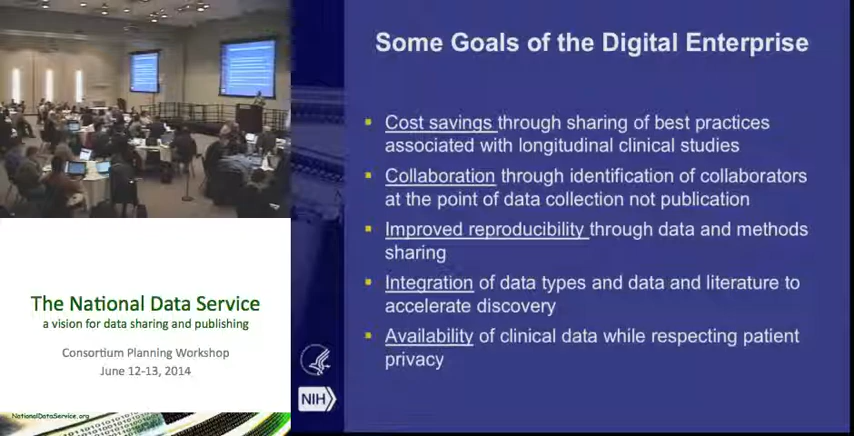 Some Goals of the Digital Enterprise
Cost savings through sharing of best practices
associated with longitudinal clinical studies
Collaboration through identification of collaborators
at the point of data collection not publication
Improved reproducibility through data and methods
sharing
Integration of data types and data and literature to
accelerate discovery
Availability of clinical data while respecting patient
privacy
NIH
The National Data Service
a vision for data sharing and publishing
Consortium Planning Workshop
June 12-13, 2014
NationalDataService.org